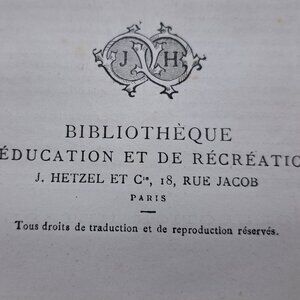 J H
BIBLIOTHÈQUE
ÉDUCATION ET DE RÉCRÉATIO
J. HETZEL ET Cie, 18, RUE JACOB
PARIS
Tous droits de traduction et de reproduction réservés.